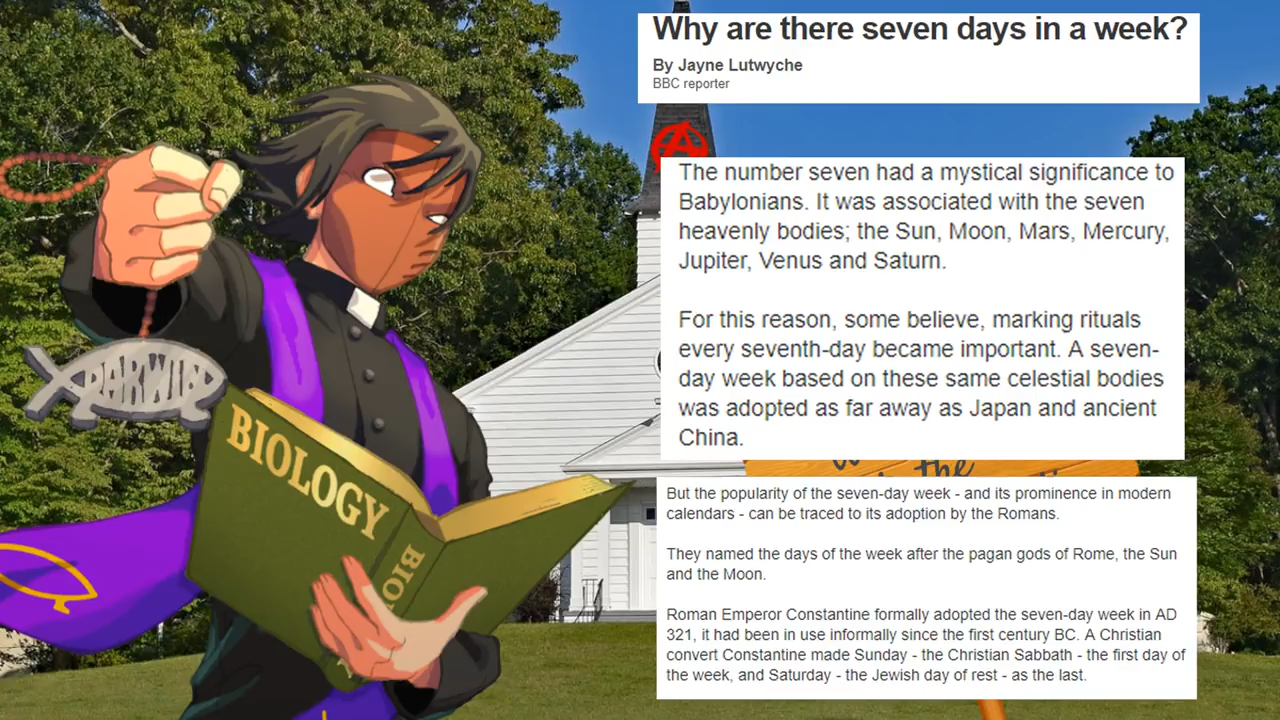 Why are there seven days in a week?
By Jayne Lutwyche
BBC reporter
The number seven had a mystical significance to
Babylonians. It was associated with the seven
heavenly bodies; the Sun, Moon, Mars, Mercury,
Jupiter, Venus and Saturn.
For this reason, some believe, marking rituals
every seventh-day became important. A seven-
day week based on these same celestial bodies
was adopted as far away as Japan and ancient
China.
the
But the popularity of the seven-day week - and its prominence in modern
calendars - can be traced to its adoption by the Romans.
They named the days of the week after the pagan gods of Rome, the Sun
and the Moon.
Roman Emperor Constantine formally adopted the seven-day week in AD
321, it had been in use informally since the first century BC. A Christian
convert Constantine made Sunday - the Christian Sabbath - the first day of
the week, and Saturday - the Jewish day of rest - as the last.
DARWIN
BIOLOGY
BIO